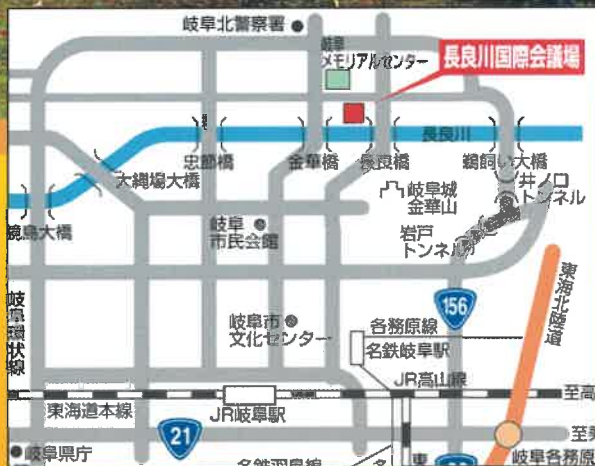 岐阜北警察署
岐阜
メモリアルセンター
長良川国際会議場
長良川
忠節橋
金華橋
長良橋
鵜飼い大橋
大縄場大橋
岐阜城
金華山
井ノ口
トンネル
鏡島大橋
岐阜
市民会館
岩戸
トンネル
東海北陸道
岐阜環状線
156
岐阜市
文化センター
各務原線
名鉄岐阜駅
JR高山線
至高
東海道本線
JR岐阜駅
21
岐阜県庁
名鉄羽島線
岐阜各務原